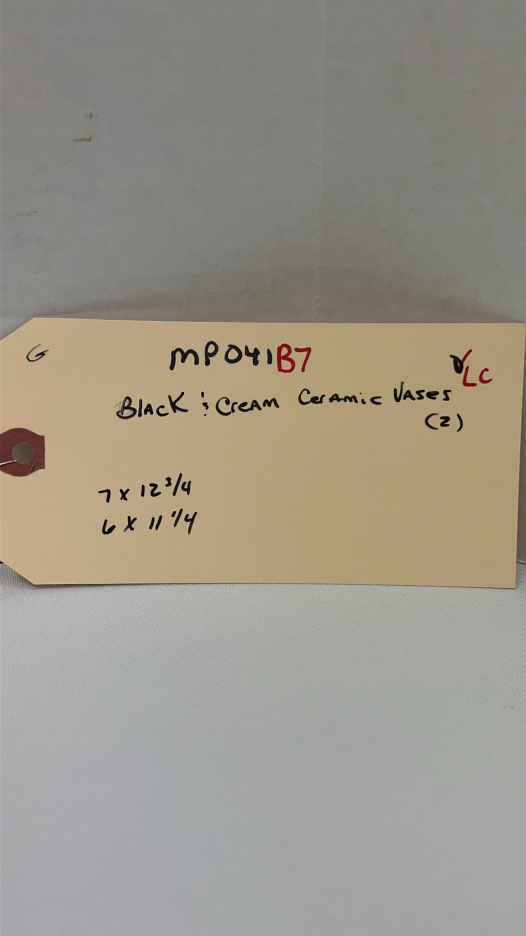 G
MP041B7
LC
Black & Cream Ceramic Vases
(2)
7 x 12 3/4
6 x 11 1/4